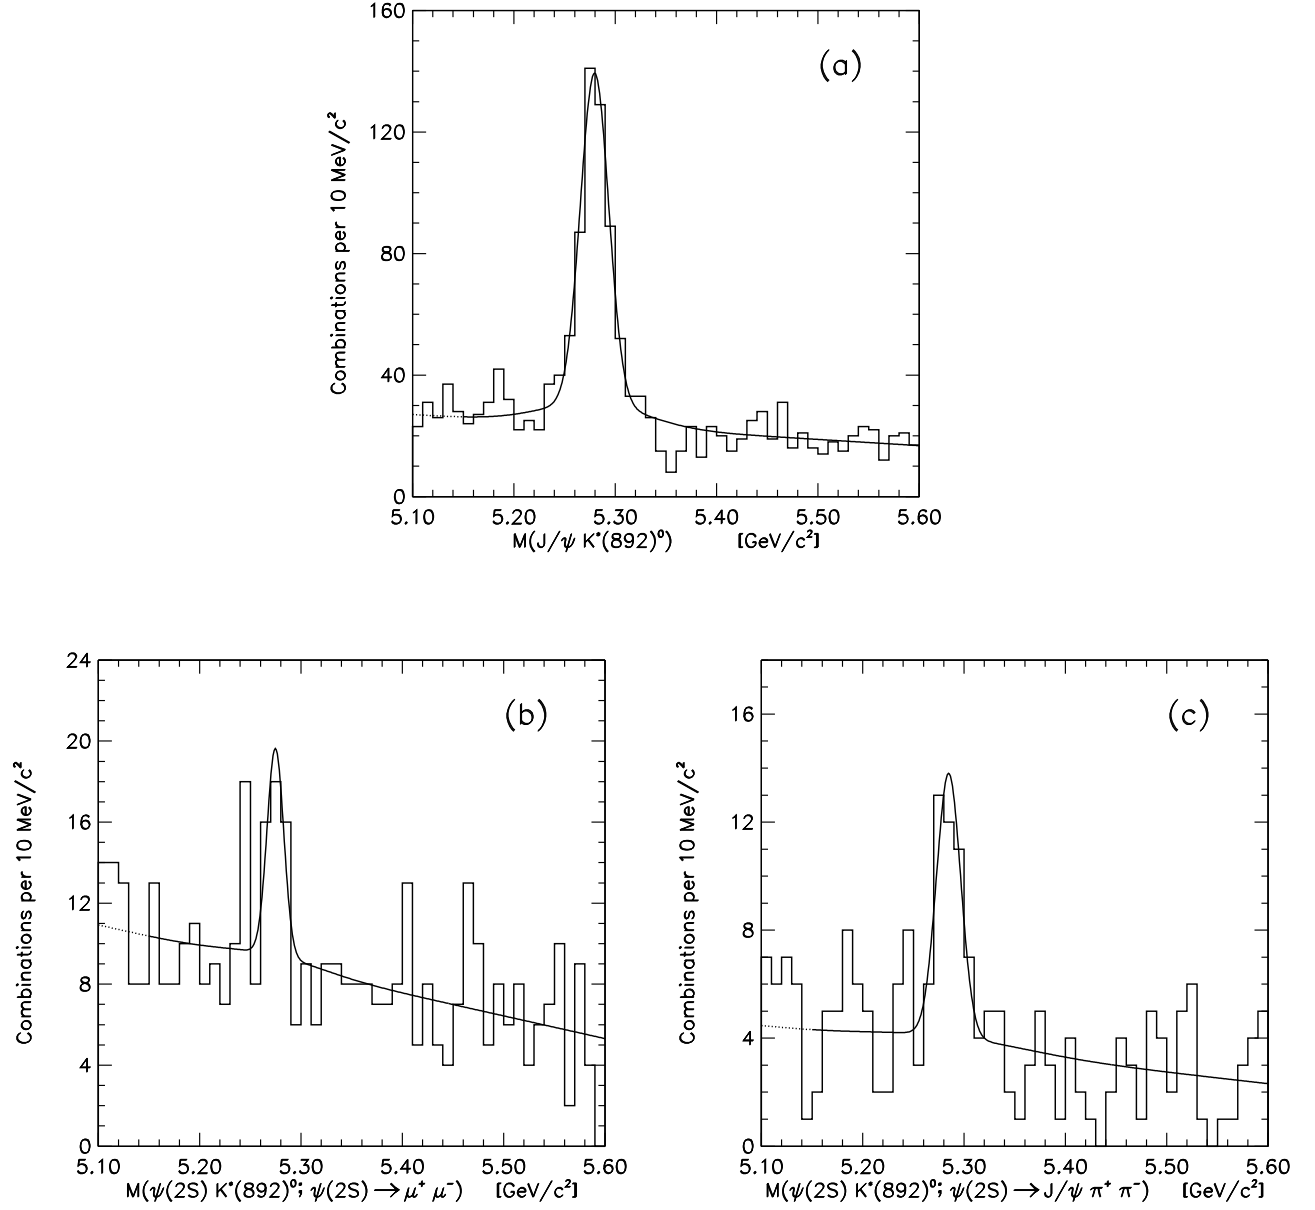 160
(a)
120
Combinations per 10 MeV/c²
80
40
0
5.10 5.20 5.30 5.40 5.50 5.60
M(J/ψ K*(892)⁰) [GeV/c²]
24
(b)
20
Combinations per 10 MeV/c²
16
12
8
4
0
5.10 5.20 5.30 5.40 5.50 5.60
M(ψ(2S) K*(892)⁰; ψ(2S) → μ⁺ μ⁻) [GeV/c²]
(c)
16
Combinations per 10 MeV/c²
12
8
4
0
5.10 5.20 5.30 5.40 5.50 5.60
M(ψ(2S) K*(892)⁰; ψ(2S) → J/ψ π⁺ π⁻) [GeV/c²]